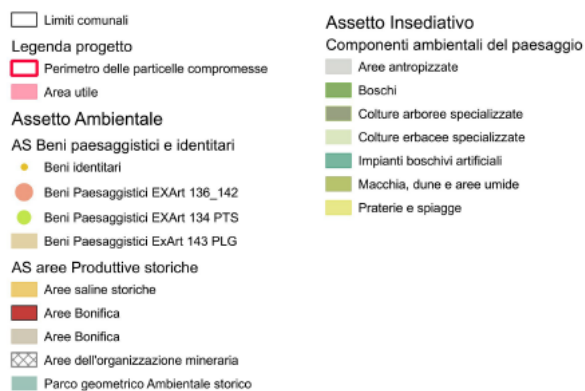 Limiti comunali
Legenda progetto
Perimetro delle particelle compromesse
Area utile
Assetto Ambientale
AS Beni paesaggistici e identitari
Beni identitari
Beni Paesaggistici EXArt 136_142
Beni Paesaggistici EXArt 134 PTS
Beni Paesaggistici ExArt 143 PLG
AS aree Produttive storiche
Aree saline storiche
Aree Bonifica
Aree Bonifica
Aree dell'organizzazione mineraria
Parco geometrico Ambientale storico
Assetto Insediativo
Componenti ambientali del paesaggio
Aree antropizzate
Boschi
Colture arboree specializzate
Colture erbacee specializzate
Impianti boschivi artificiali
Macchia, dune e aree umide
Praterie e spiagge